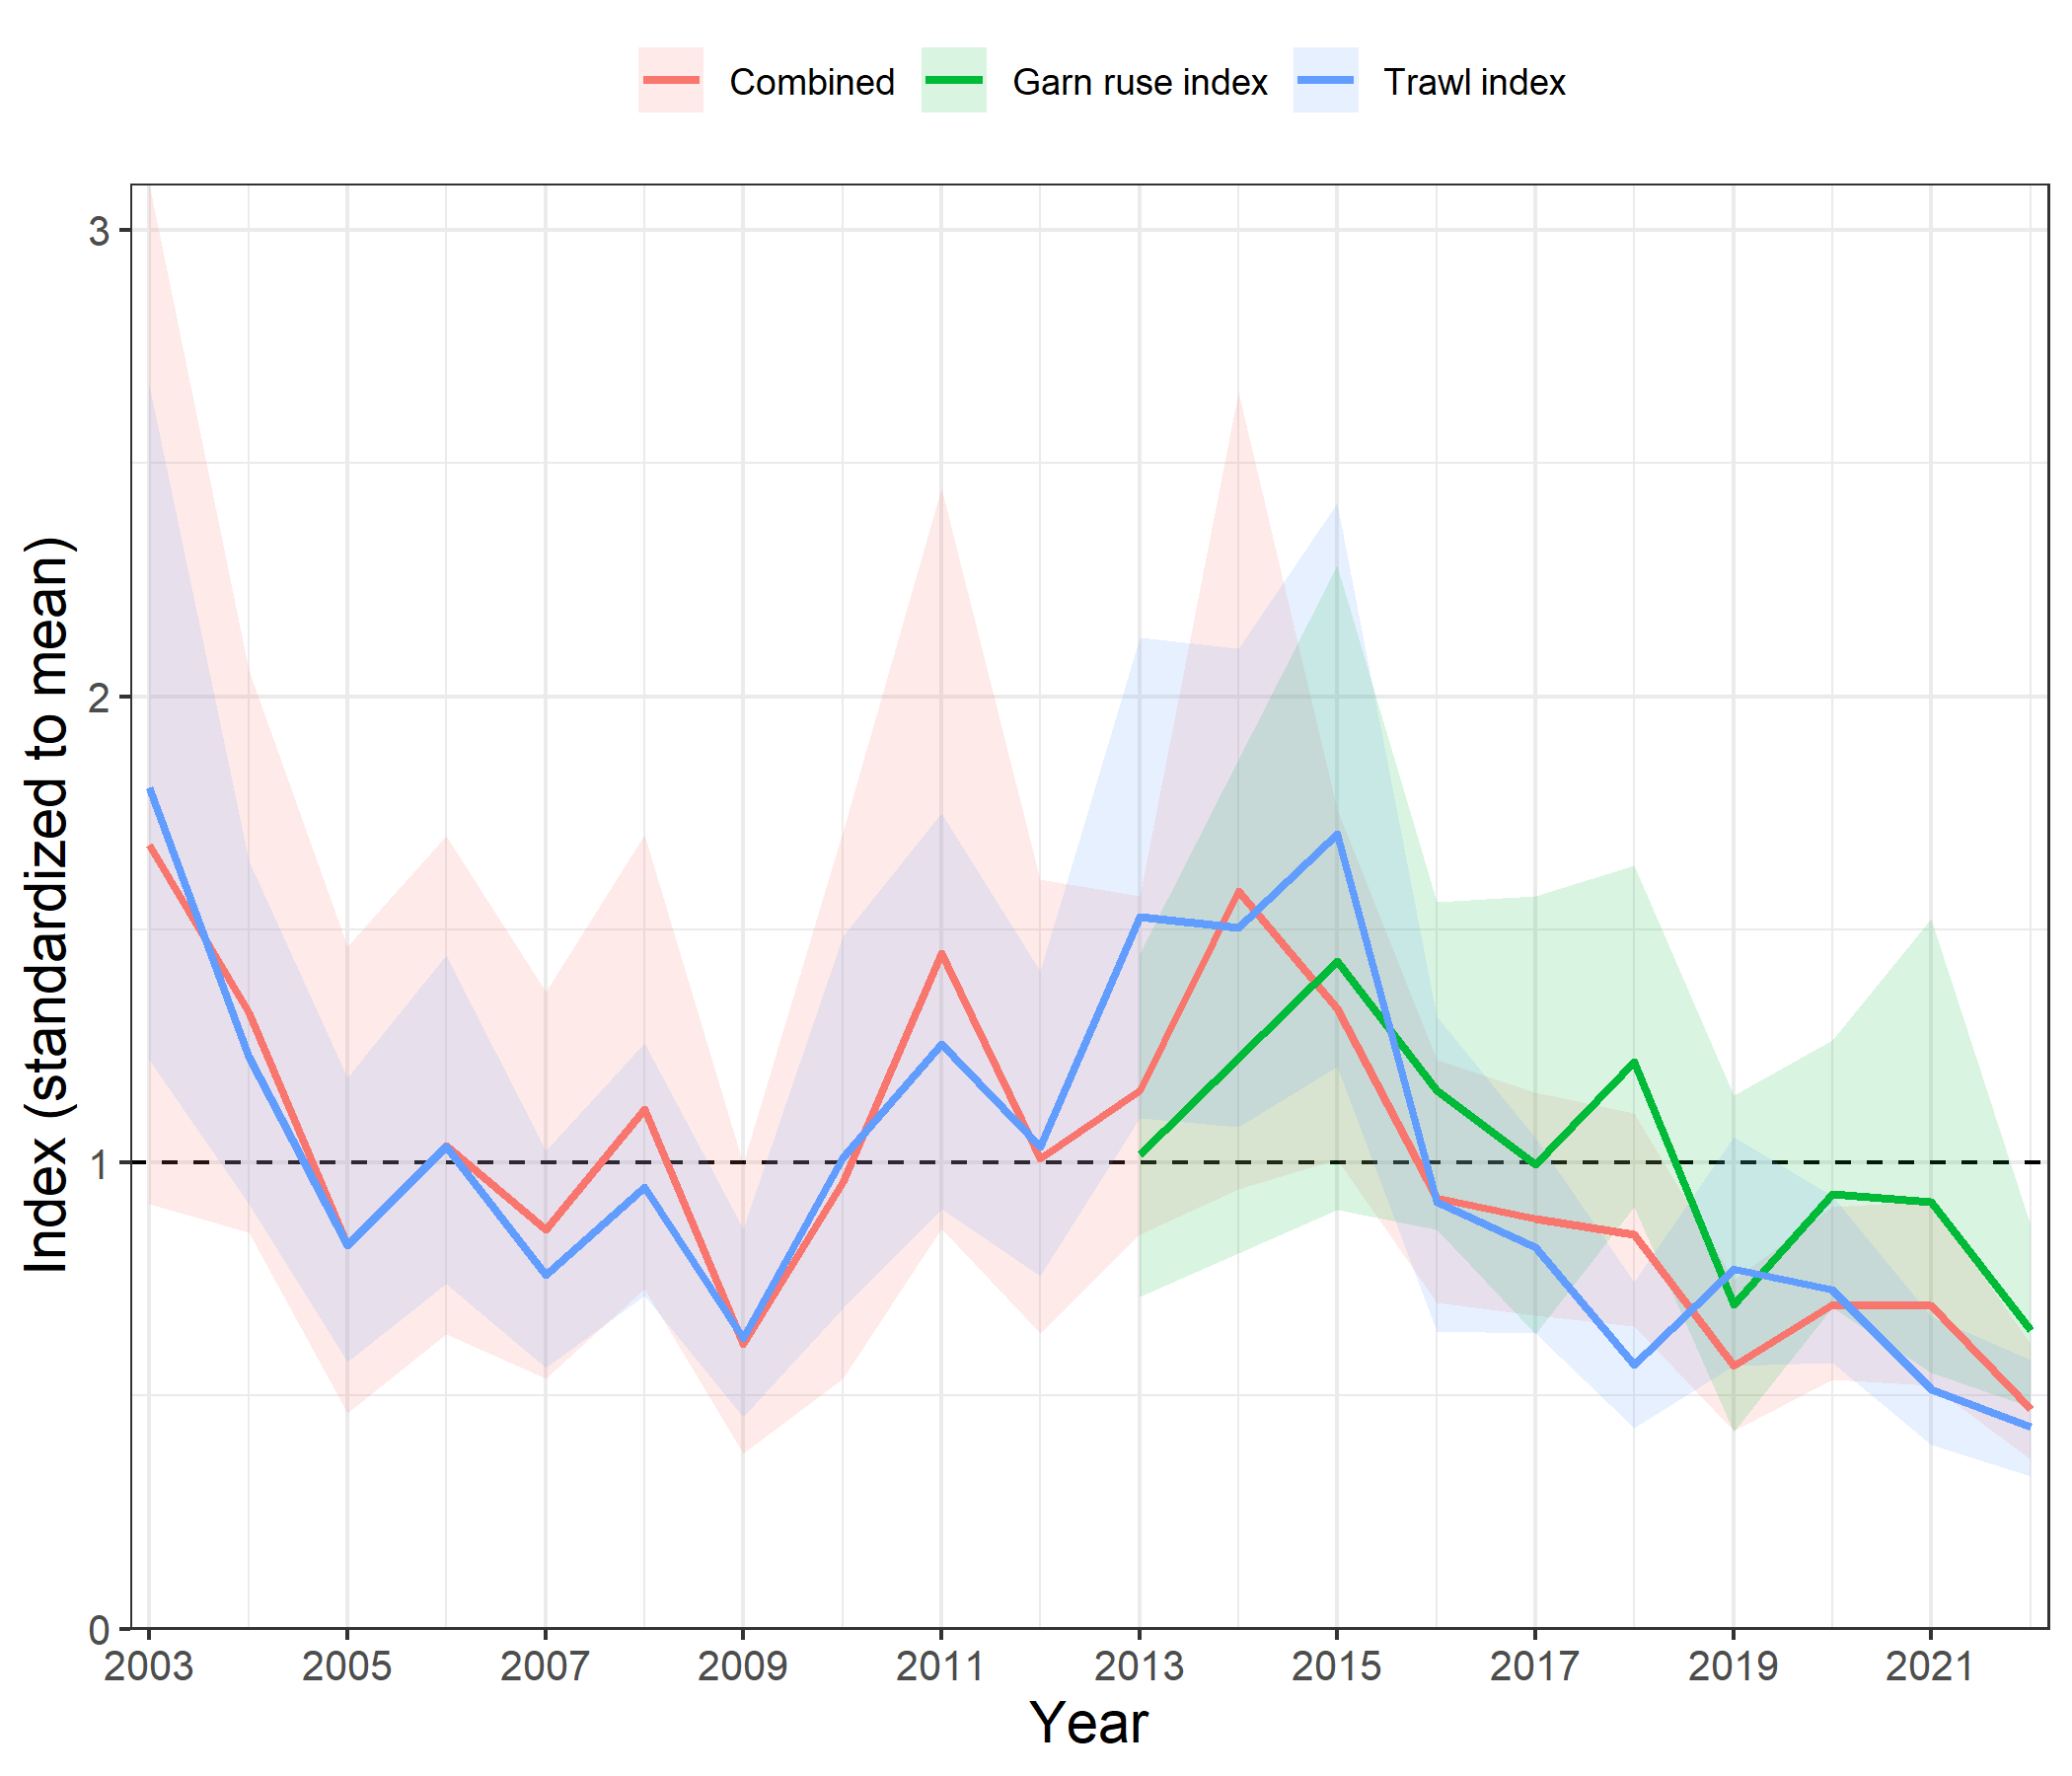 Combined Garn ruse index Trawl index
Index (standardized to mean)
3
2
1
0
2003 2005 2007 2009 2011 2013 2015 2017 2019 2021
Year